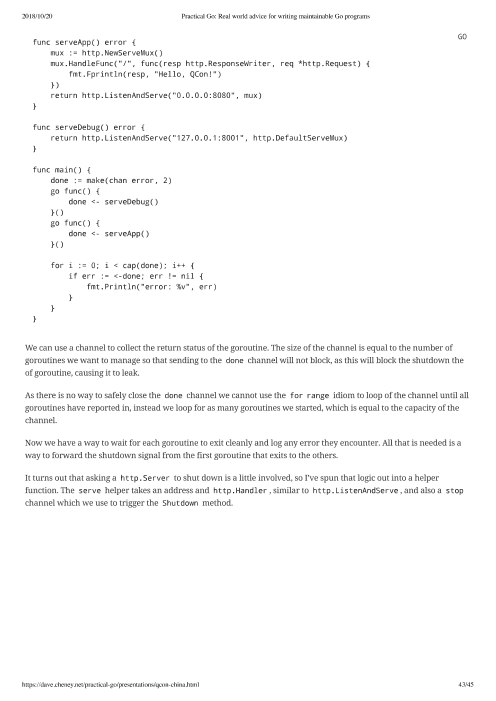 2018/10/20 Practical Go: Real world advice for writing maintainable Go programs
GO
func serveApp() error {
    mux := http.NewServeMux()
    mux.HandleFunc("/", func(resp http.ResponseWriter, req *http.Request) {
        fmt.Fprintln(resp, "Hello, QCon!")
    })
    return http.ListenAndServe("0.0.0.0:8080", mux)
}
func serveDebug() error {
    return http.ListenAndServe("127.0.0.1:8001", http.DefaultServeMux)
}
func main() {
    done := make(chan error, 2)
    go func() {
        done <- serveDebug()
    }()
    go func() {
        done <- serveApp()
    }()
    for i := 0; i < cap(done); i++ {
        if err := <-done; err != nil {
            fmt.Println("error: %v", err)
        }
    }
}
We can use a channel to collect the return status of the goroutine. The size of the channel is equal to the number of
goroutines we want to manage so that sending to the done channel will not block, as this will block the shutdown the
of goroutine, causing it to leak.
As there is no way to safely close the done channel we cannot use the for range idiom to loop of the channel until all
goroutines have reported in, instead we loop for as many goroutines we started, which is equal to the capacity of the
channel.
Now we have a way to wait for each goroutine to exit cleanly and log any error they encounter. All that is needed is a
way to forward the shutdown signal from the first goroutine that exits to the others.
It turns out that asking a http.Server to shut down is a little involved, so I've spun that logic out into a helper
function. The serve helper takes an address and http.Handler, similar to http.ListenAndServe, and also a stop
channel which we use to trigger the Shutdown method.
https://dave.cheney.net/practical-go/presentations/qcon-china.html 43/45